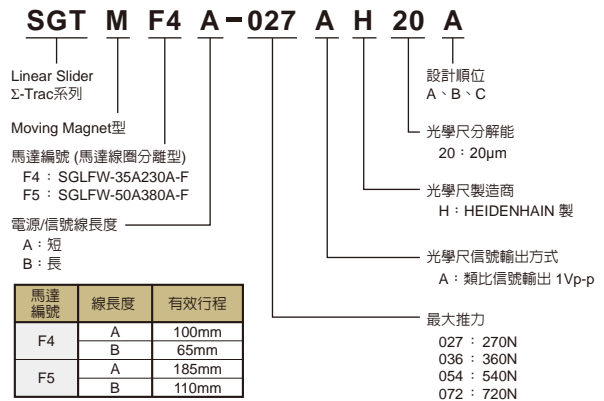 SGT M F4 A-027 A H 20 A
Linear Slider
Σ-Trac系列
Moving Magnet型
馬達編號 (馬達線圈分離型)
F4：SGLFW-35A230A-F
F5：SGLFW-50A380A-F
電源/信號線長度
A：短
B：長
馬達編號 線長度 有效行程
F4 A 100mm
B 65mm
F5 A 185mm
B 110mm
設計順位
A、B、C
光學尺分解能
20：20μm
光學尺製造商
H：HEIDENHAIN 製
光學尺信號輸出方式
A：類比信號輸出 1Vp-p
最大推力
027：270N
036：360N
054：540N
072：720N